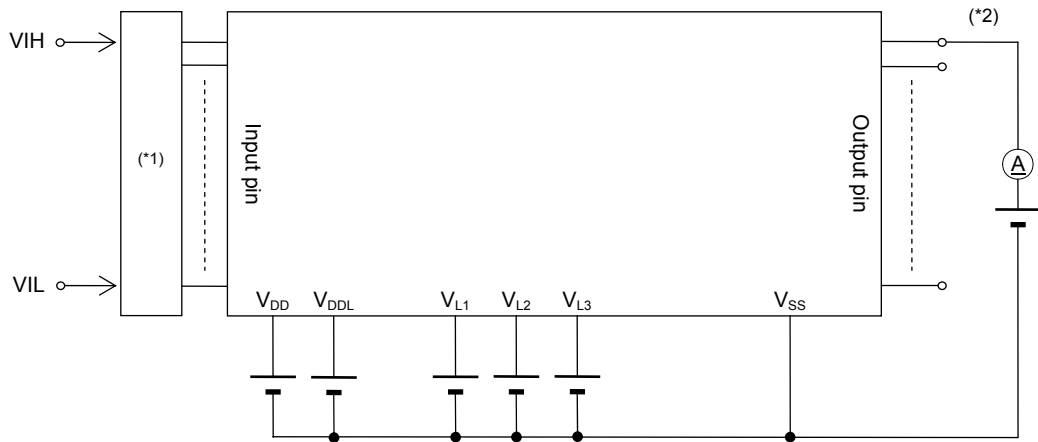 (*2)
VIH
(*1)
Input pin
Output pin
A
VIL
VDD
VDDL
VL1
VL2
VL3
VSS